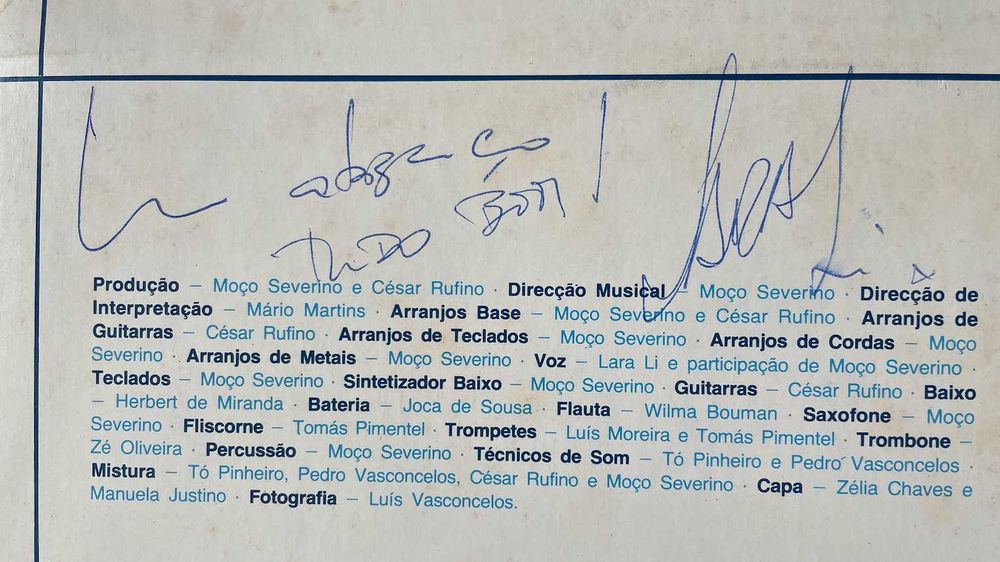 Um abraço
TUDO BOM!
Produção – Moço Severino e César Rufino · Direcção Musical – Moço Severino · Direcção de
Interpretação – Mário Martins · Arranjos Base – Moço Severino e César Rufino · Arranjos de
Guitarras – César Rufino · Arranjos de Teclados – Moço Severino · Arranjos de Cordas – Moço
Severino · Arranjos de Metais – Moço Severino · Voz – Lara Li e participação de Moço Severino ·
Teclados – Moço Severino · Sintetizador Baixo – Moço Severino · Guitarras – César Rufino · Baixo
– Herbert de Miranda · Bateria – Joca de Sousa · Flauta – Wilma Bouman · Saxofone – Moço
Severino · Fliscorne – Tomás Pimentel · Trompetes – Luís Moreira e Tomás Pimentel · Trombone –
Zé Oliveira · Percussão – Moço Severino · Técnicos de Som – Tó Pinheiro e Pedro Vasconcelos ·
Mistura – Tó Pinheiro, Pedro Vasconcelos, César Rufino e Moço Severino · Capa – Zélia Chaves e
Manuela Justino · Fotografia – Luís Vasconcelos.